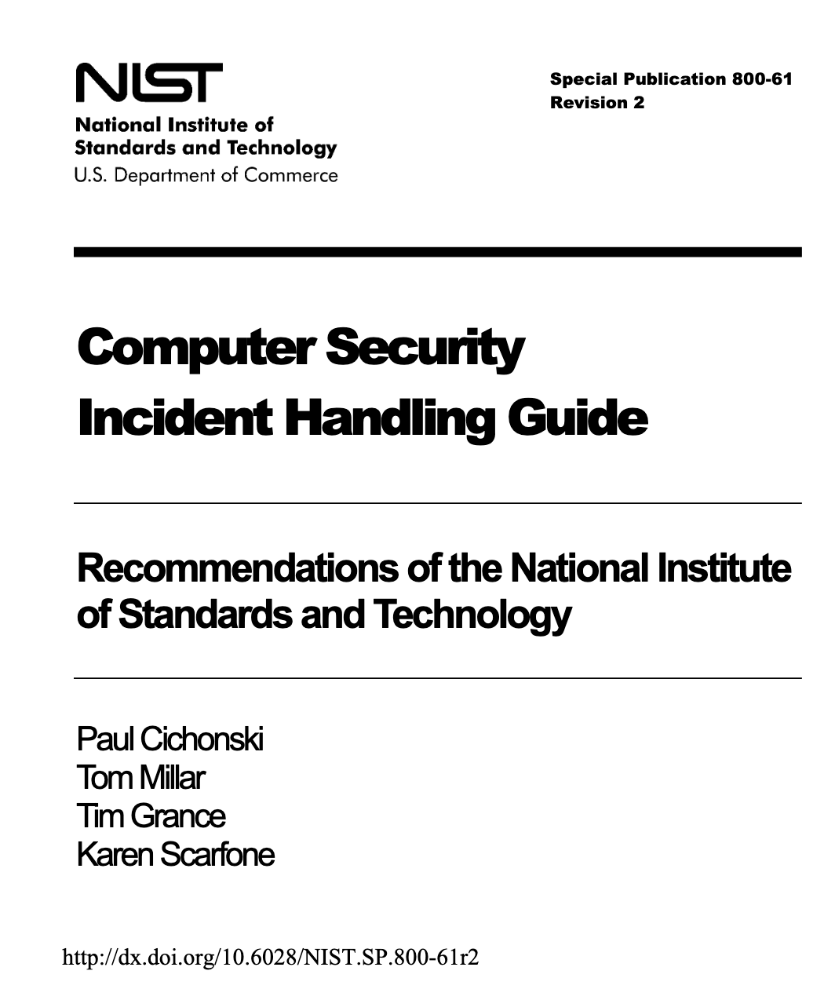 NIST
National Institute of
Standards and Technology
U.S. Department of Commerce
Special Publication 800-61
Revision 2
Computer Security
Incident Handling Guide
Recommendations of the National Institute
of Standards and Technology
Paul Cichonski
Tom Millar
Tim Grance
Karen Scarfone
http://dx.doi.org/10.6028/NIST.SP.800-61r2